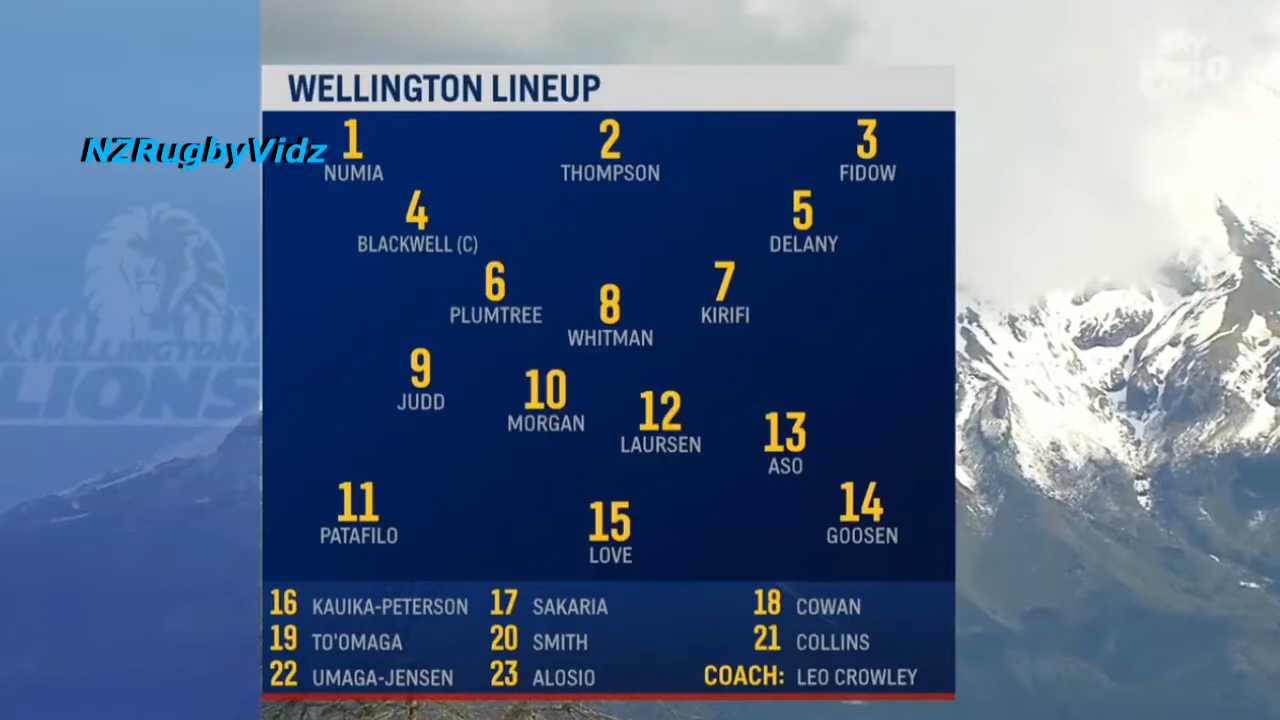 WELLINGTON LINEUP
NZRugbyVidz
1 2 3
NUMIA THOMPSON FIDOW
4 5
BLACKWELL (C) DELANY
6 8 7
PLUMTREE WHITMAN KIRIFI
9 10 12 13
JUDD MORGAN LAURSEN ASO
11 15 14
PATAFILO LOVE GOOSEN
16 KAUIKA-PETERSON 17 SAKARIA 18 COWAN
19 TO'OMAGA 20 SMITH 21 COLLINS
22 UMAGA-JENSEN 23 ALOSIO COACH: LEO CROWLEY
WELLINGTON
LIONS